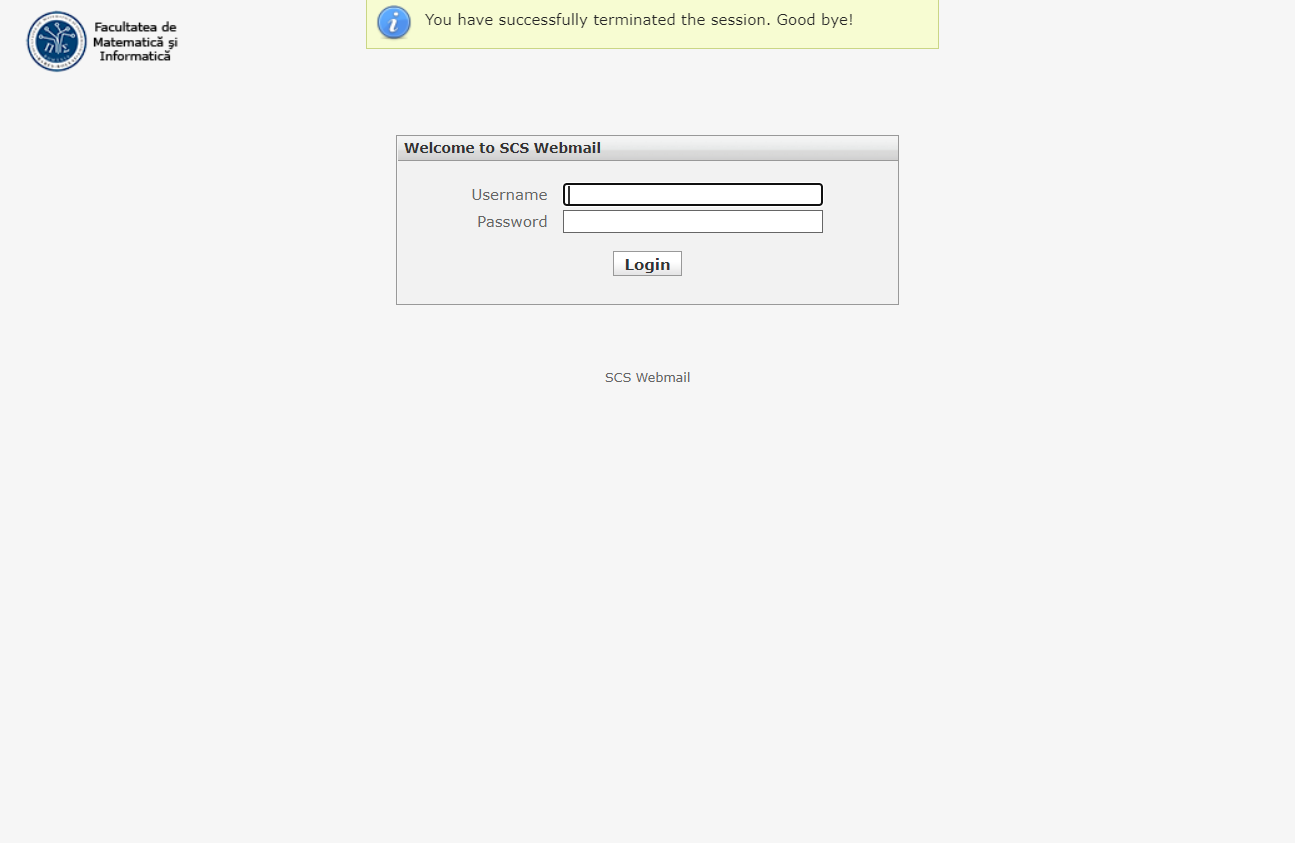 Facultatea de
Matematică și
Informatică
You have successfully terminated the session. Good bye!
Welcome to SCS Webmail
Username
Password
Login
SCS Webmail